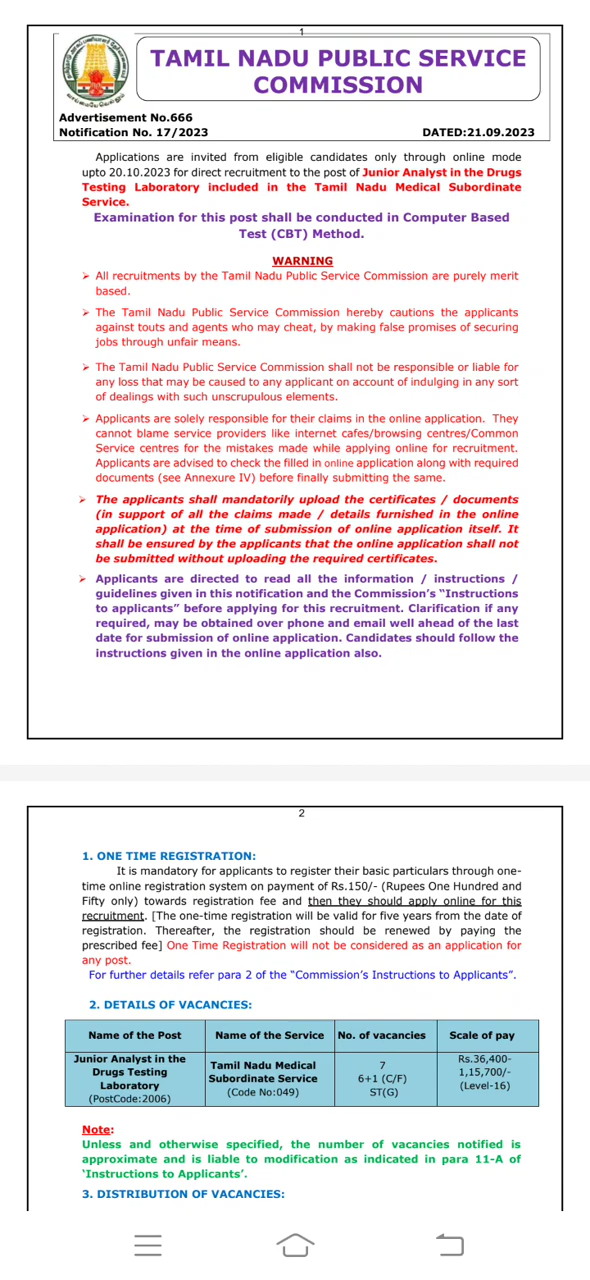 1
TAMIL NADU PUBLIC SERVICE
COMMISSION
Advertisement No.666
Notification No. 17/2023 DATED:21.09.2023
Applications are invited from eligible candidates only through online mode
upto 20.10.2023 for direct recruitment to the post of Junior Analyst in the Drugs
Testing Laboratory included in the Tamil Nadu Medical Subordinate
Service.
Examination for this post shall be conducted in Computer Based
Test (CBT) Method.
WARNING
➢ All recruitments by the Tamil Nadu Public Service Commission are purely merit
based.
➢ The Tamil Nadu Public Service Commission hereby cautions the applicants
against touts and agents who may cheat, by making false promises of securing
jobs through unfair means.
➢ The Tamil Nadu Public Service Commission shall not be responsible or liable for
any loss that may be caused to any applicant on account of indulging in any sort
of dealings with such unscrupulous elements.
➢ Applicants are solely responsible for their claims in the online application. They
cannot blame service providers like internet cafes/browsing centres/Common
Service centres for the mistakes made while applying online for recruitment.
Applicants are advised to check the filled in online application along with required
documents (see Annexure IV) before finally submitting the same.
➢ The applicants shall mandatorily upload the certificates / documents
(in support of all the claims made / details furnished in the online
application) at the time of submission of online application itself. It
shall be ensured by the applicants that the online application shall not
be submitted without uploading the required certificates.
➢ Applicants are directed to read all the information / instructions /
guidelines given in this notification and the Commission's "Instructions
to applicants" before applying for this recruitment. Clarification if any
required, may be obtained over phone and email well ahead of the last
date for submission of online application. Candidates should follow the
instructions given in the online application also.
2
1. ONE TIME REGISTRATION:
It is mandatory for applicants to register their basic particulars through one-
time online registration system on payment of Rs.150/- (Rupees One Hundred and
Fifty only) towards registration fee and then they should apply online for this
recruitment. [The one-time registration will be valid for five years from the date of
registration. Thereafter, the registration should be renewed by paying the
prescribed fee] One Time Registration will not be considered as an application for
any post.
For further details refer para 2 of the "Commission's Instructions to Applicants".
2. DETAILS OF VACANCIES:
Name of the Post Name of the Service No. of vacancies Scale of pay
Junior Analyst in the
Drugs Testing
Laboratory
(PostCode:2006)
Tamil Nadu Medical
Subordinate Service
(Code No:049)
7
6+1 (C/F)
ST(G)
Rs.36,400-
1,15,700/-
(Level-16)
Note:
Unless and otherwise specified, the number of vacancies notified is
approximate and is liable to modification as indicated in para 11-A of
'Instructions to Applicants'.
3. DISTRIBUTION OF VACANCIES: